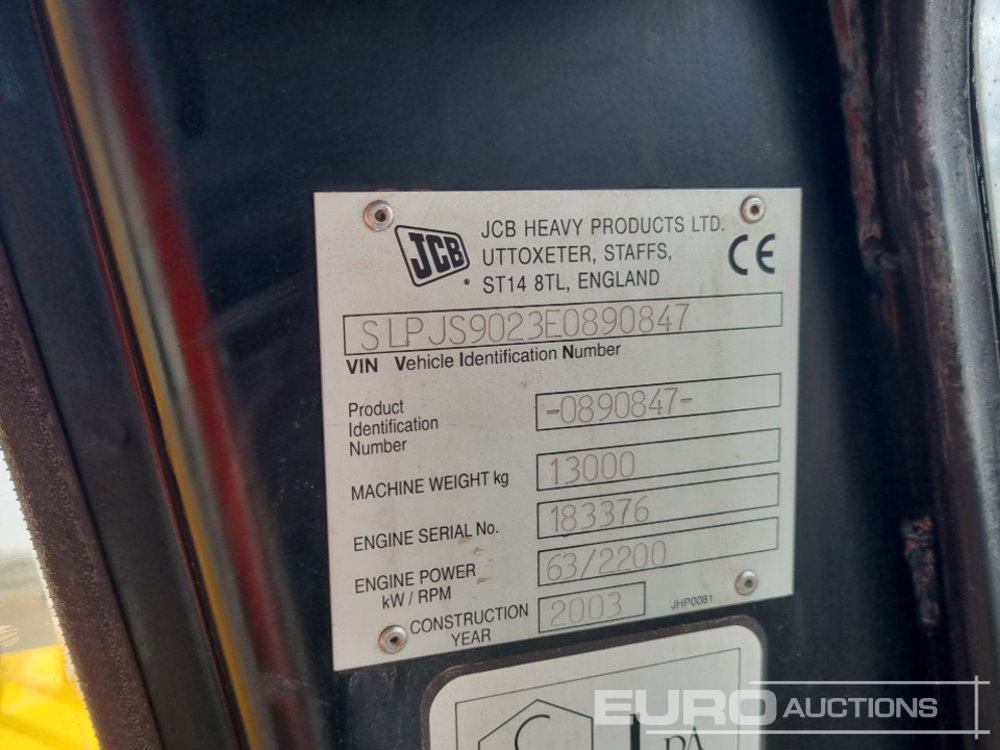 JCB
JCB HEAVY PRODUCTS LTD.
UTTOXETER, STAFFS,
ST14 8TL, ENGLAND
CE
SLPJS9023E0890847
VIN Vehicle Identification Number
Product
Identification
Number
-0890847-
MACHINE WEIGHT kg
13000
ENGINE SERIAL No.
183376
ENGINE POWER
kW / RPM
63/2200
CONSTRUCTION
YEAR
2003
JHP0081
EURO AUCTIONS